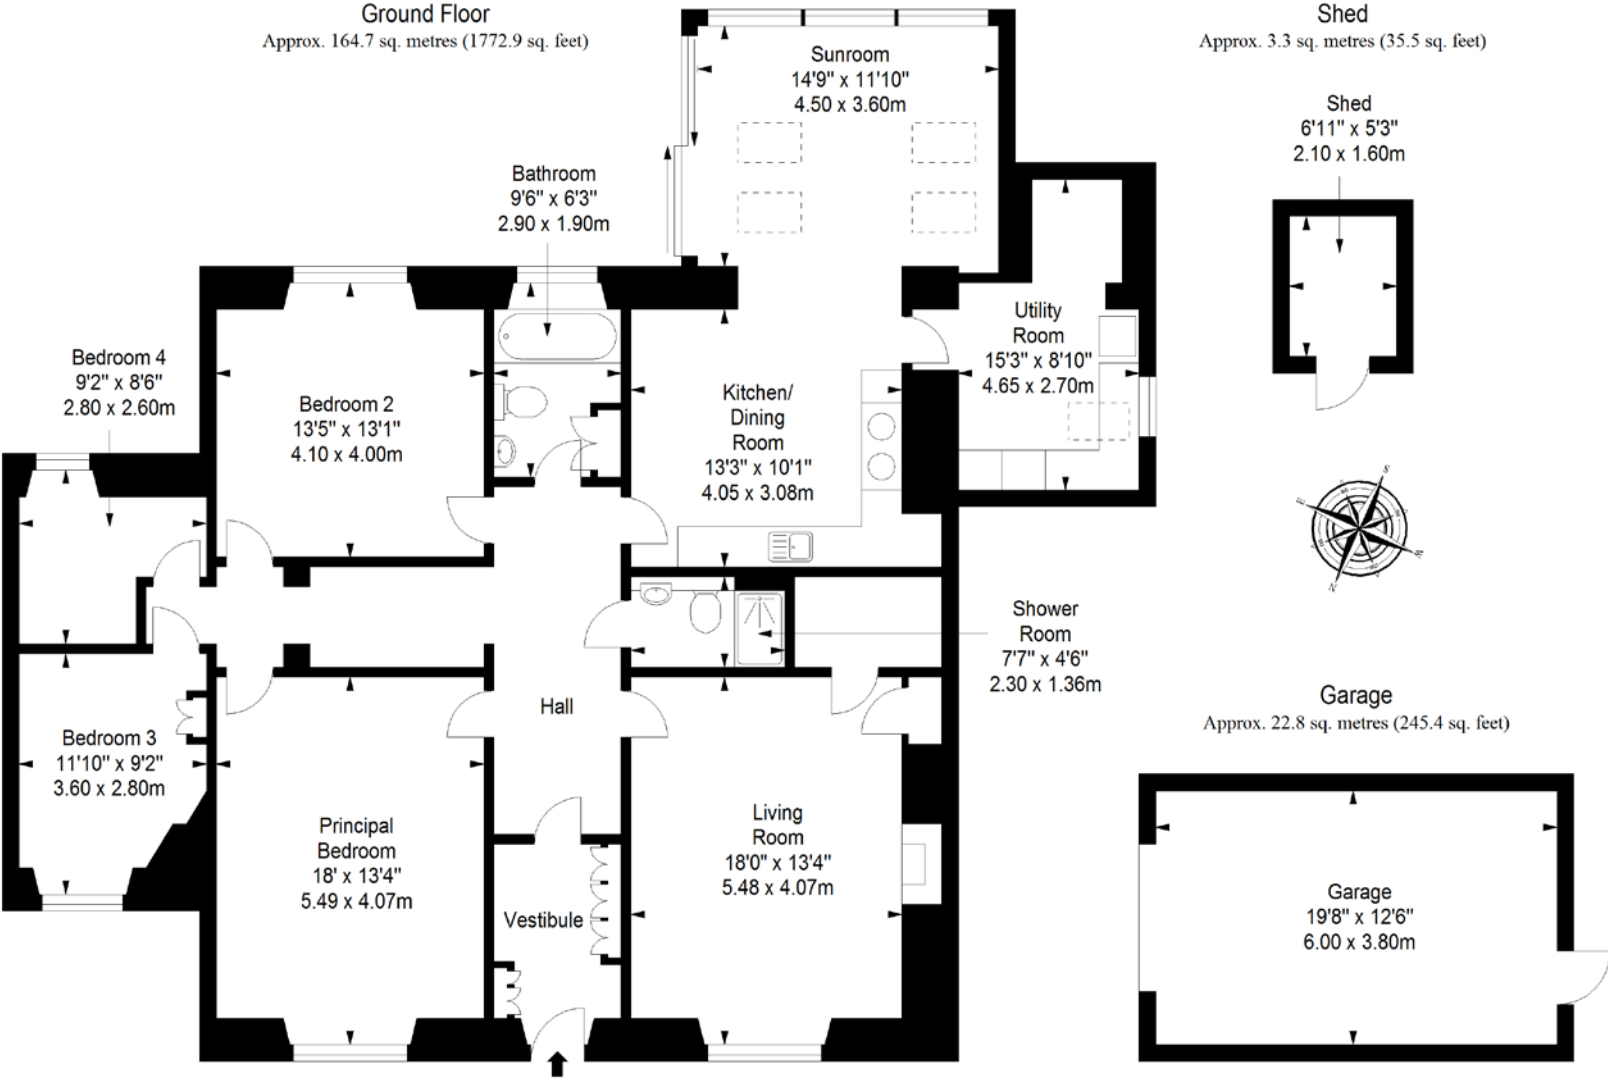 Ground Floor
Approx. 164.7 sq. metres (1772.9 sq. feet)
Shed
Approx. 3.3 sq. metres (35.5 sq. feet)
Sunroom
14'9" x 11'10"
4.50 x 3.60m
Shed
6'11" x 5'3"
2.10 x 1.60m
Bathroom
9'6" x 6'3"
2.90 x 1.90m
Utility
Room
15'3" x 8'10"
4.65 x 2.70m
Bedroom 4
9'2" x 8'6"
2.80 x 2.60m
Bedroom 2
13'5" x 13'1"
4.10 x 4.00m
Kitchen/
Dining
Room
13'3" x 10'1"
4.05 x 3.08m
S
E
W
N
Shower
Room
7'7" x 4'6"
2.30 x 1.36m
Hall
Garage
Approx. 22.8 sq. metres (245.4 sq. feet)
Bedroom 3
11'10" x 9'2"
3.60 x 2.80m
Principal
Bedroom
18' x 13'4"
5.49 x 4.07m
Living
Room
18'0" x 13'4"
5.48 x 4.07m
Vestibule
Garage
19'8" x 12'6"
6.00 x 3.80m